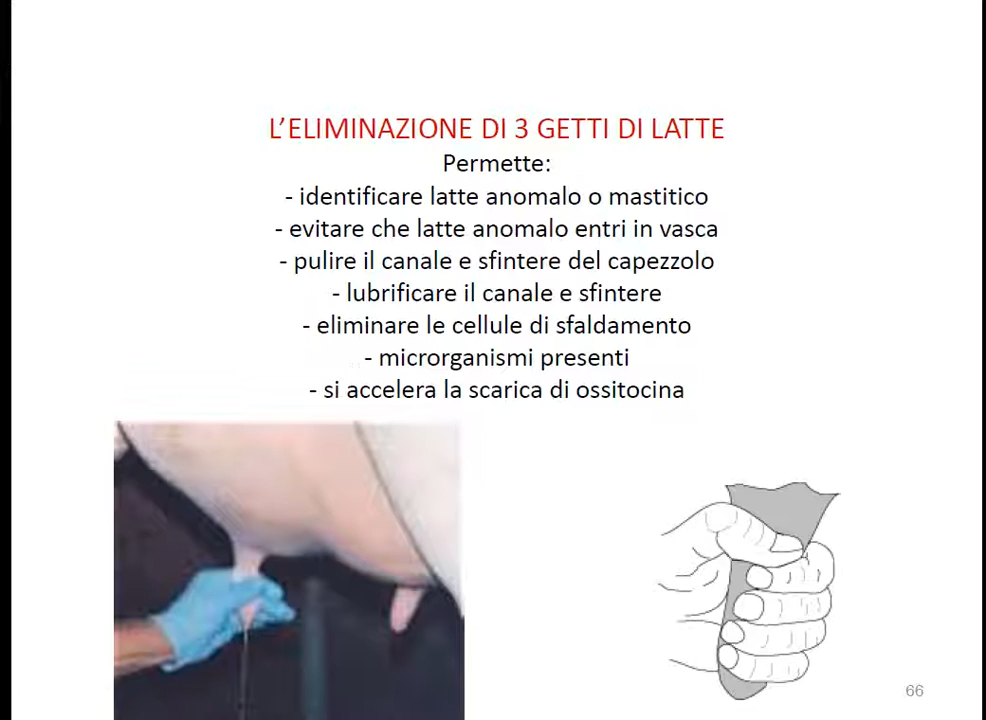 L’ELIMINAZIONE DI 3 GETTI DI LATTE
Permette:
- identificare latte anomalo o mastitico
- evitare che latte anomalo entri in vasca
- pulire il canale e sfintere del capezzolo
- lubrificare il canale e sfintere
- eliminare le cellule di sfaldamento
- microrganismi presenti
- si accelera la scarica di ossitocina
66